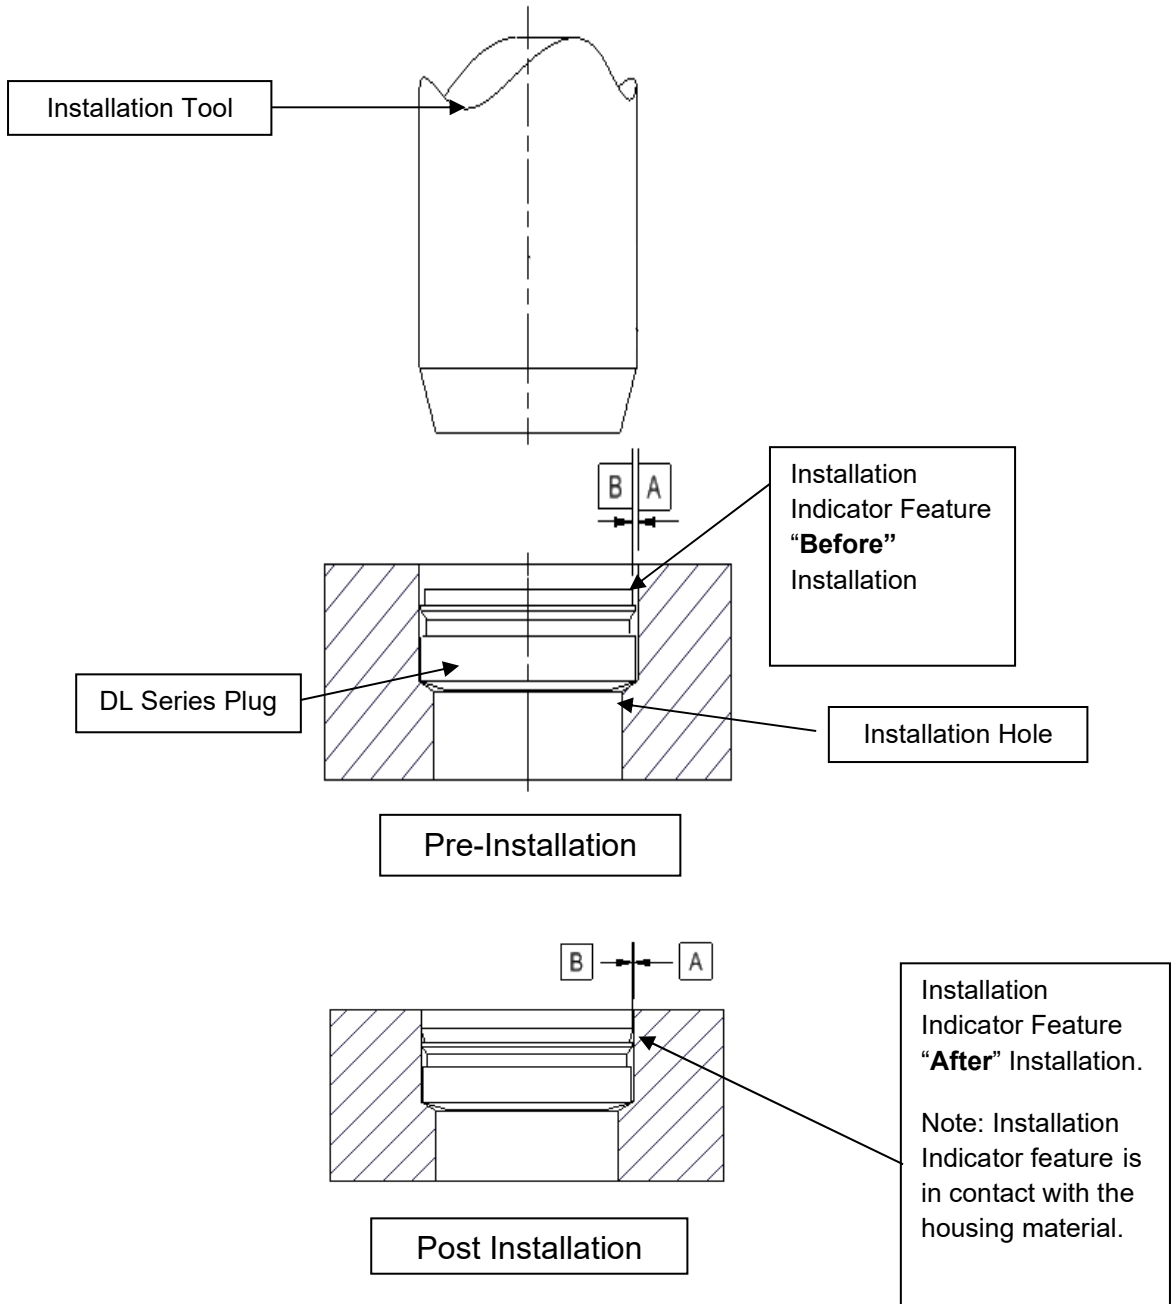 Installation Tool
B A
Installation
Indicator Feature
“Before”
Installation
DL Series Plug
Installation Hole
Pre-Installation
B A
Installation
Indicator Feature
“After” Installation.
Note: Installation
Indicator feature is
in contact with the
housing material.
Post Installation